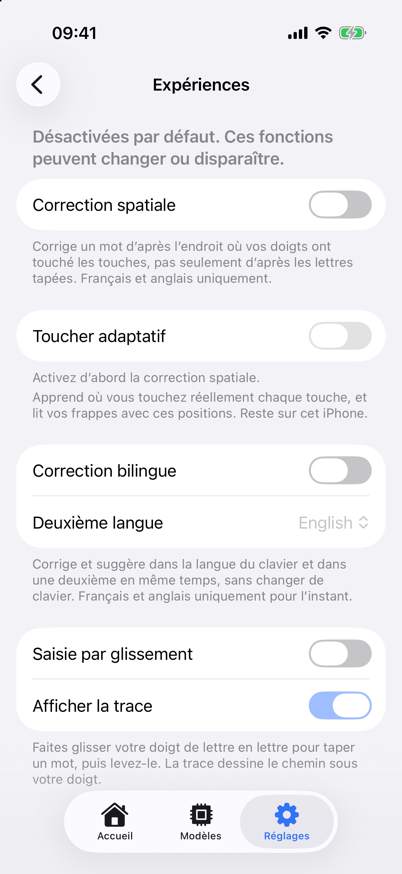 09:41
Expériences
Désactivées par défaut. Ces fonctions
peuvent changer ou disparaître.
Correction spatiale
Corrige un mot d’après l’endroit où vos doigts ont
touché les touches, pas seulement d’après les lettres
tapées. Français et anglais uniquement.
Toucher adaptatif
Activez d’abord la correction spatiale.
Apprend où vous touchez réellement chaque touche, et
lit vos frappes avec ces positions. Reste sur cet iPhone.
Correction bilingue
Deuxième langue
English
Corrige et suggère dans la langue du clavier et dans
une deuxième en même temps, sans changer de
clavier. Français et anglais uniquement pour l’instant.
Saisie par glissement
Afficher la trace
Faites glisser votre doigt de lettre en lettre pour taper
un mot, puis levez-le. La trace dessine le chemin sous
votre doigt.
Accueil
Modèles
Réglages